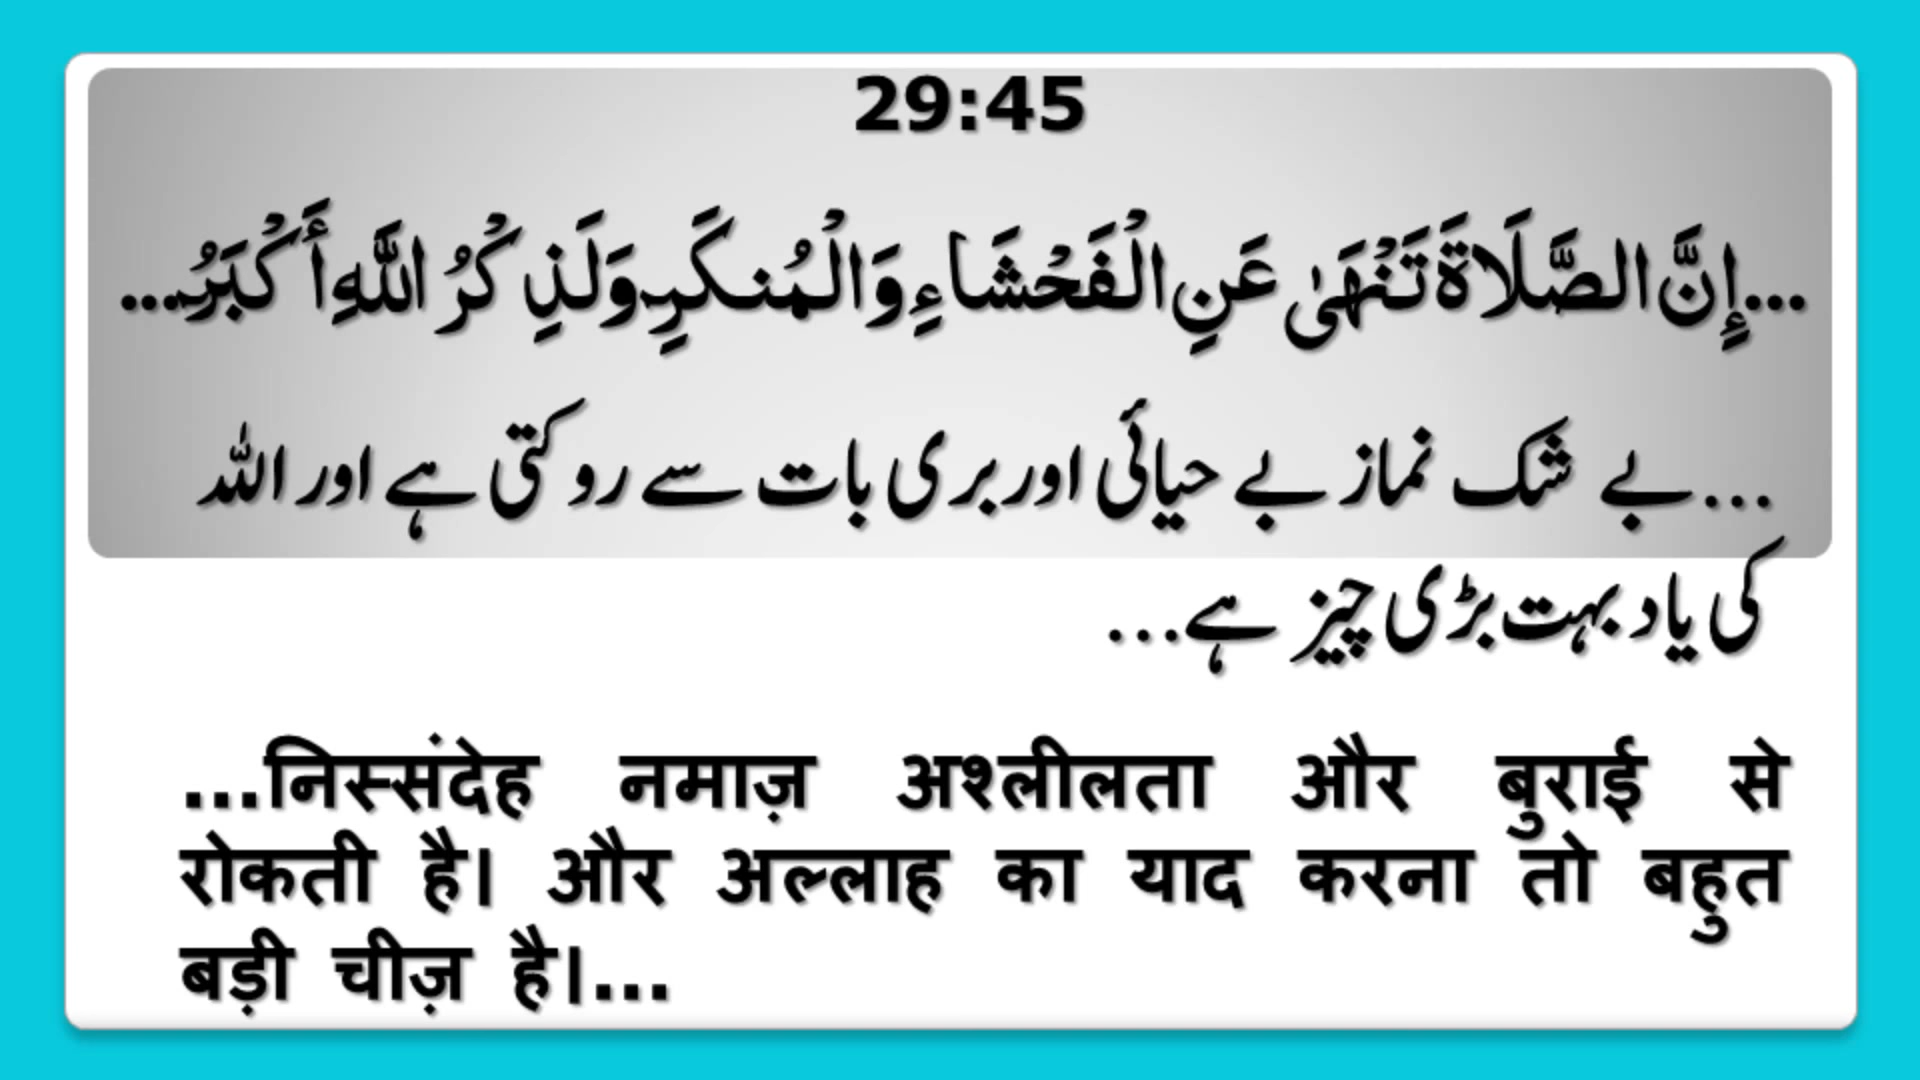 29:45
...إِنَّ الصَّلَاةَ تَنْهَىٰ عَنِ الْفَحْشَاءِ وَالْمُنكَرِ وَلَذِكْرُ اللَّهِ أَكْبَرُ...
...بے شک نماز بے حیائی اور بری بات سے روکتی ہے اور اللہ
کی یاد بہت بڑی چیز ہے...
...निस्संदेह नमाज़ अश्लीलता और बुराई से
रोकती है। और अल्लाह का याद करना तो बहुत
बड़ी चीज़ है।...